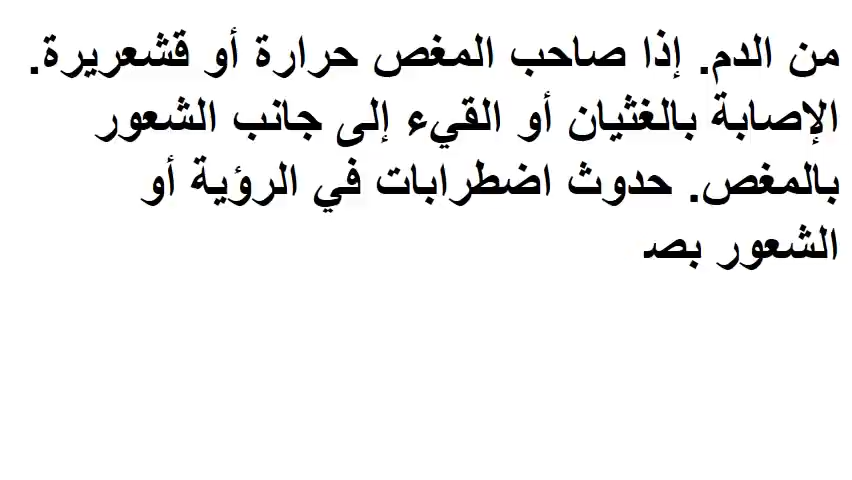 من الدم. إذا صاحب المغص حرارة أو قشعريرة.
الإصابة بالغثيان أو القيء إلى جانب الشعور
بالمغص. حدوث اضطرابات في الرؤية أو
الشعور بصـ